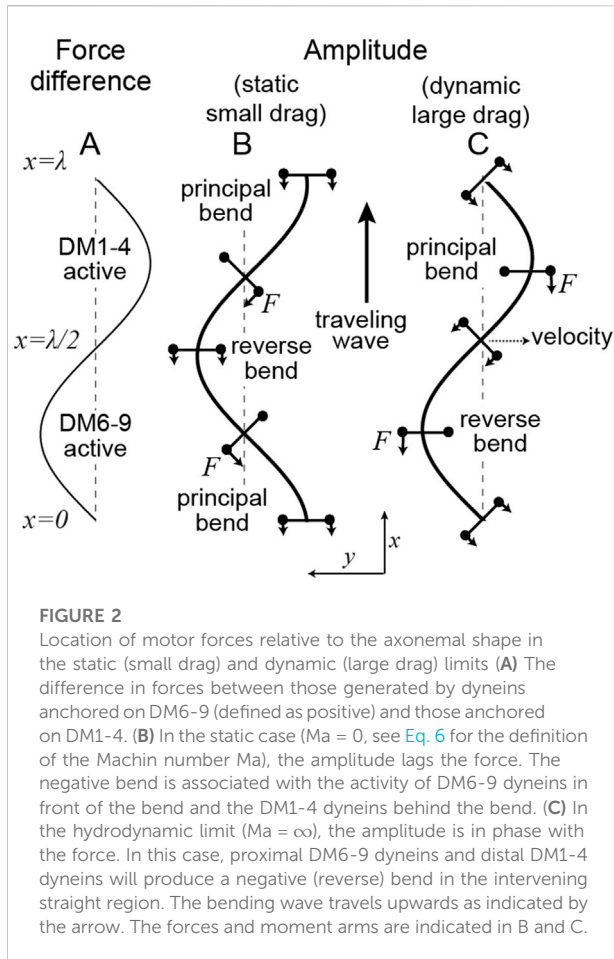 Force
difference
Amplitude
(static
small drag)
(dynamic
large drag)
A
B
C
x=λ
DM1-4
active
x=λ/2
DM6-9
active
x=0
principal
bend
F
reverse
bend
F
principal
bend
traveling
wave
principal
bend
F
velocity
reverse
bend
F
y
x
FIGURE 2
Location of motor forces relative to the axonemal shape in
the static (small drag) and dynamic (large drag) limits (A) The
difference in forces between those generated by dyneins
anchored on DM6-9 (defined as positive) and those anchored
on DM1-4. (B) In the static case (Ma = 0, see Eq. 6 for the definition
of the Machin number Ma), the amplitude lags the force. The
negative bend is associated with the activity of DM6-9 dyneins in
front of the bend and the DM1-4 dyneins behind the bend. (C) In
the hydrodynamic limit (Ma = ∞), the amplitude is in phase with
the force. In this case, proximal DM6-9 dyneins and distal DM1-4
dyneins will produce a negative (reverse) bend in the intervening
straight region. The bending wave travels upwards as indicated by
the arrow. The forces and moment arms are indicated in B and C.